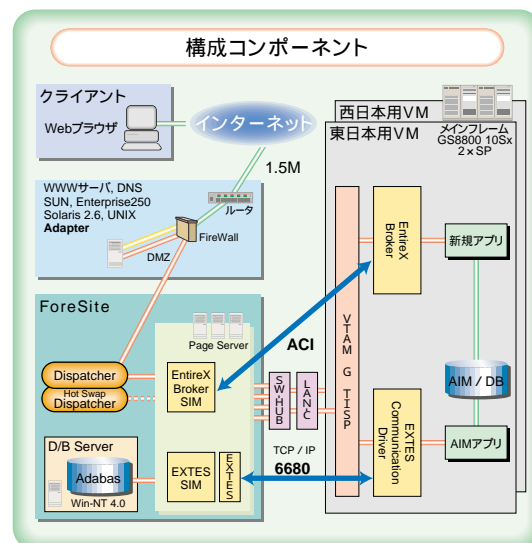 構成コンポーネント
クライアント
Webブラウザ
インターネット
1.5M
ルータ
WWWサーバ, DNS
SUN, Enterprise250
Solaris 2.6, UNIX
Adapter
FireWall
DMZ
西日本用VM
東日本用VM
メインフレーム
GS8800 10Sx
2×SP
EntireX
Broker
新規アプリ
VTAM G TISP
AIM / DB
EXTES
Communication
Driver
AIMアプリ
ForeSite
Page Server
Dispatcher
Hot Swap
Dispatcher
EntireX
Broker
SIM
ACI
SW-HUB
LANC
TCP / IP
6680
D/B Server
Adabas
Win-NT 4.0
EXTES
SIM
EXTES